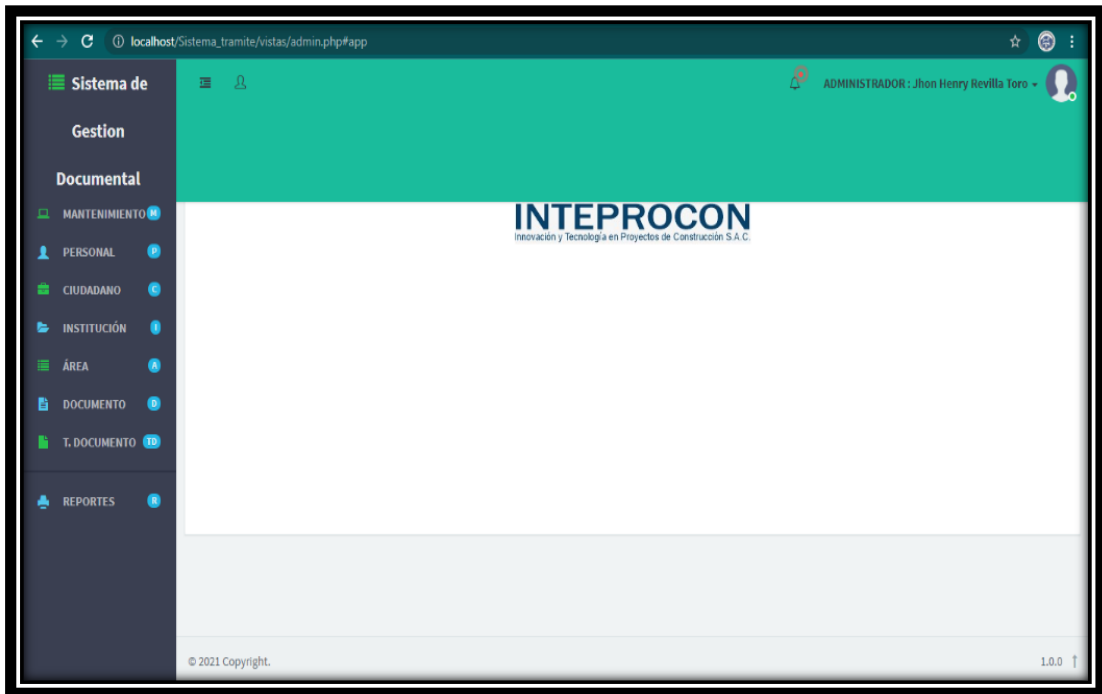 localhost/Sistema_tramite/vistas/admin.php#app
Sistema de
Gestion
Documental
ADMINISTRADOR : Jhon Henry Revilla Toro
MANTENIMIENTO M
PERSONAL P
CIUDADANO C
INSTITUCIÓN I
ÁREA A
DOCUMENTO D
T. DOCUMENTO TD
REPORTES R
INTEPROCON
Innovación y Tecnología en Proyectos de Construcción S.A.C.
© 2021 Copyright.
1.0.0